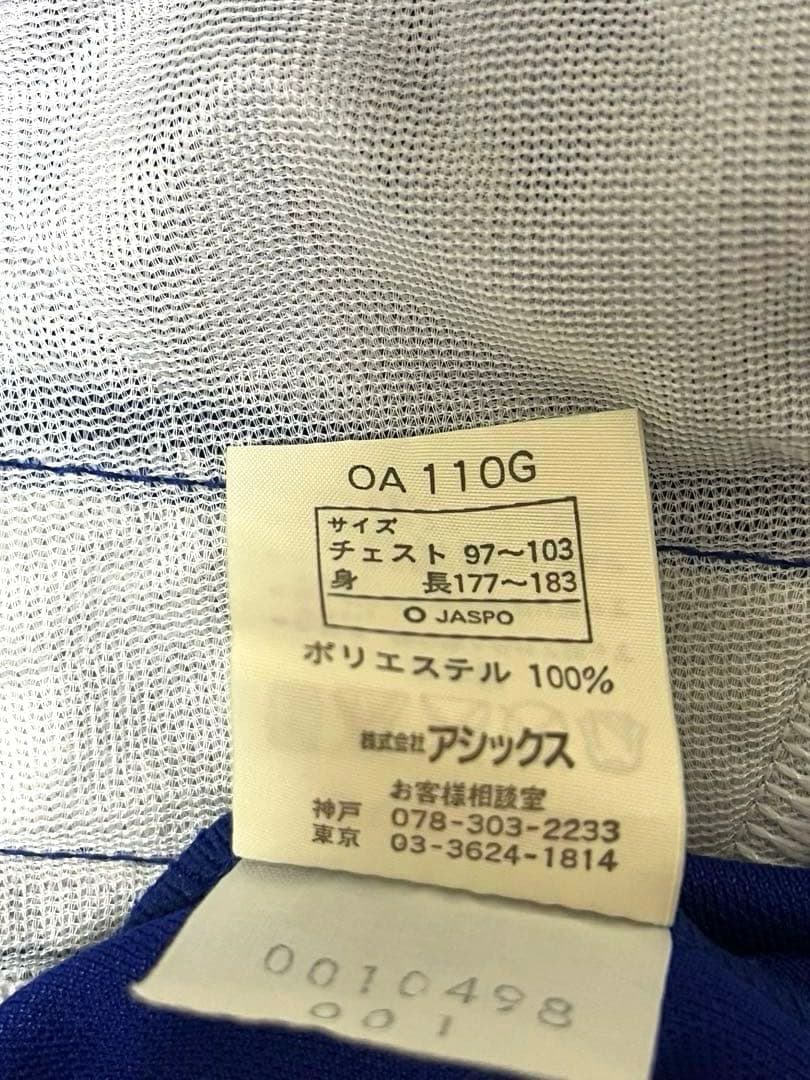 OA 110G
サイズ
チェスト 97〜103
身 長177〜183
O JASPO
ポリエステル 100%
株式会社アシックス
お客様相談室
神戸 078-303-2233
東京 03-3624-1814
0010498
001